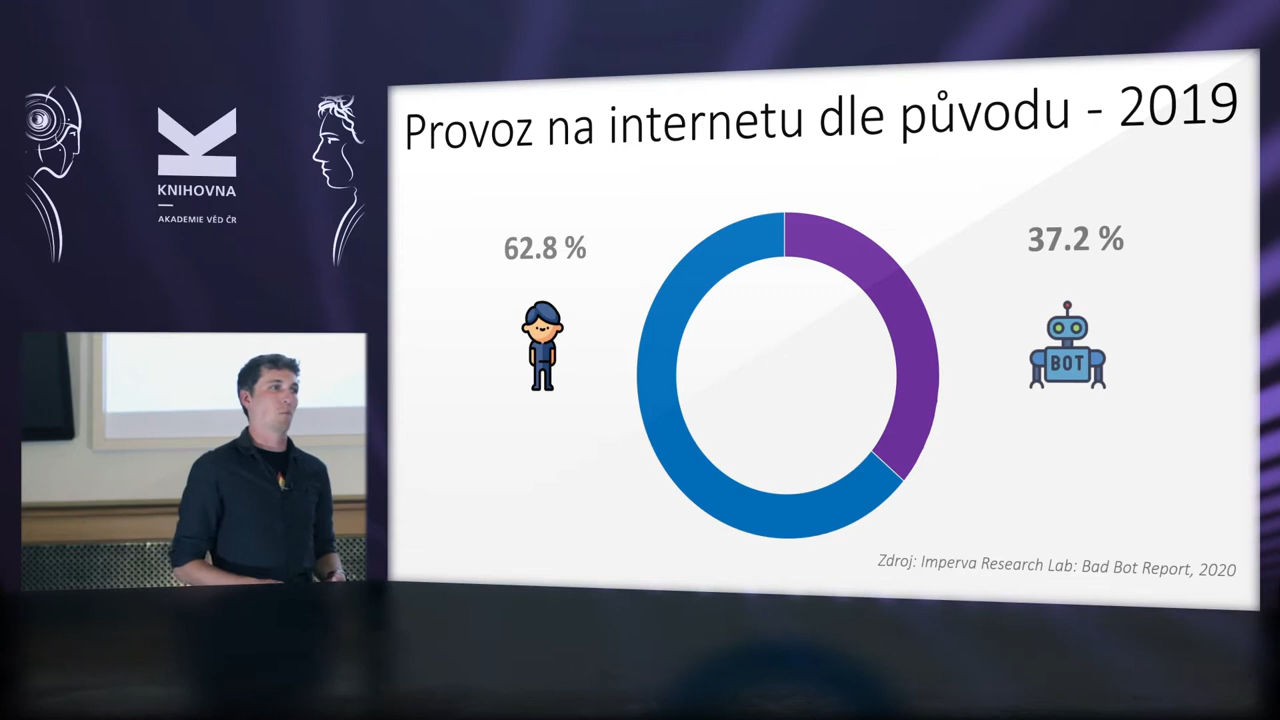 KNIHOVNA
AKADEMIE VĚD ČR
Provoz na internetu dle původu - 2019
62.8 %
37.2 %
BOT
Zdroj: Imperva Research Lab: Bad Bot Report, 2020